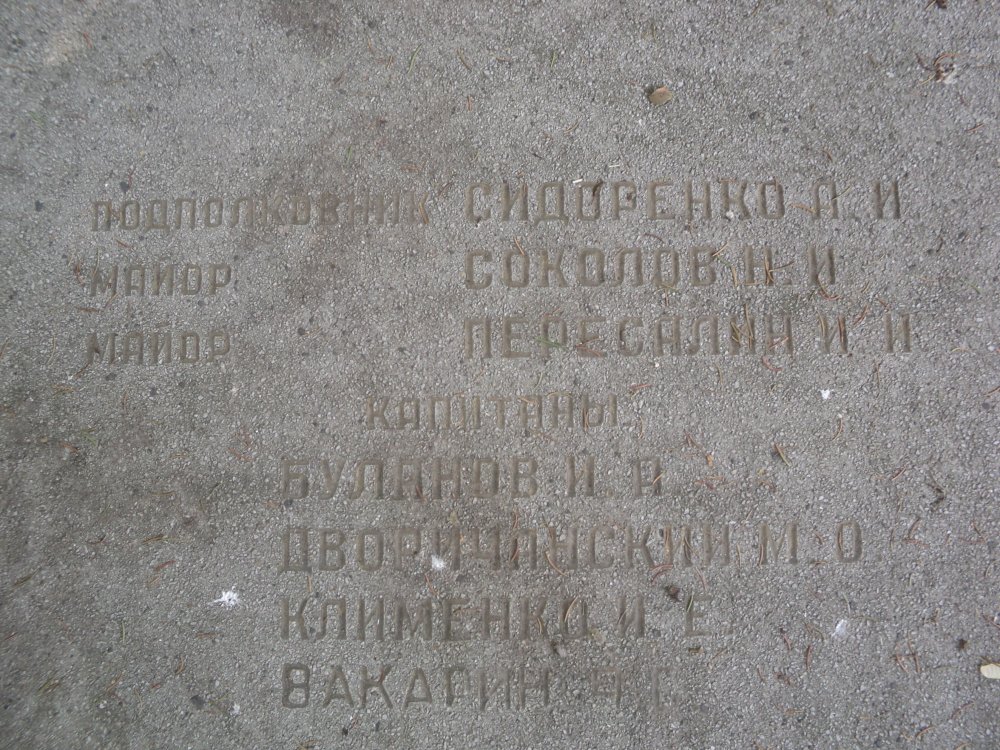 ПОДПОЛКОВНИК СИДОРЕНКО П. И.
МАЙОР СОКОЛОВ Н. И
МАЙОР ПЕРЕСАЛИН И. И
КАПИТАНЫ:
БУЛАНОВ И. А.
ДВОРИЧАНСКИЙ М. О
КЛИМЕНКО И. Е.
ВАКАРИН Ф. Г.